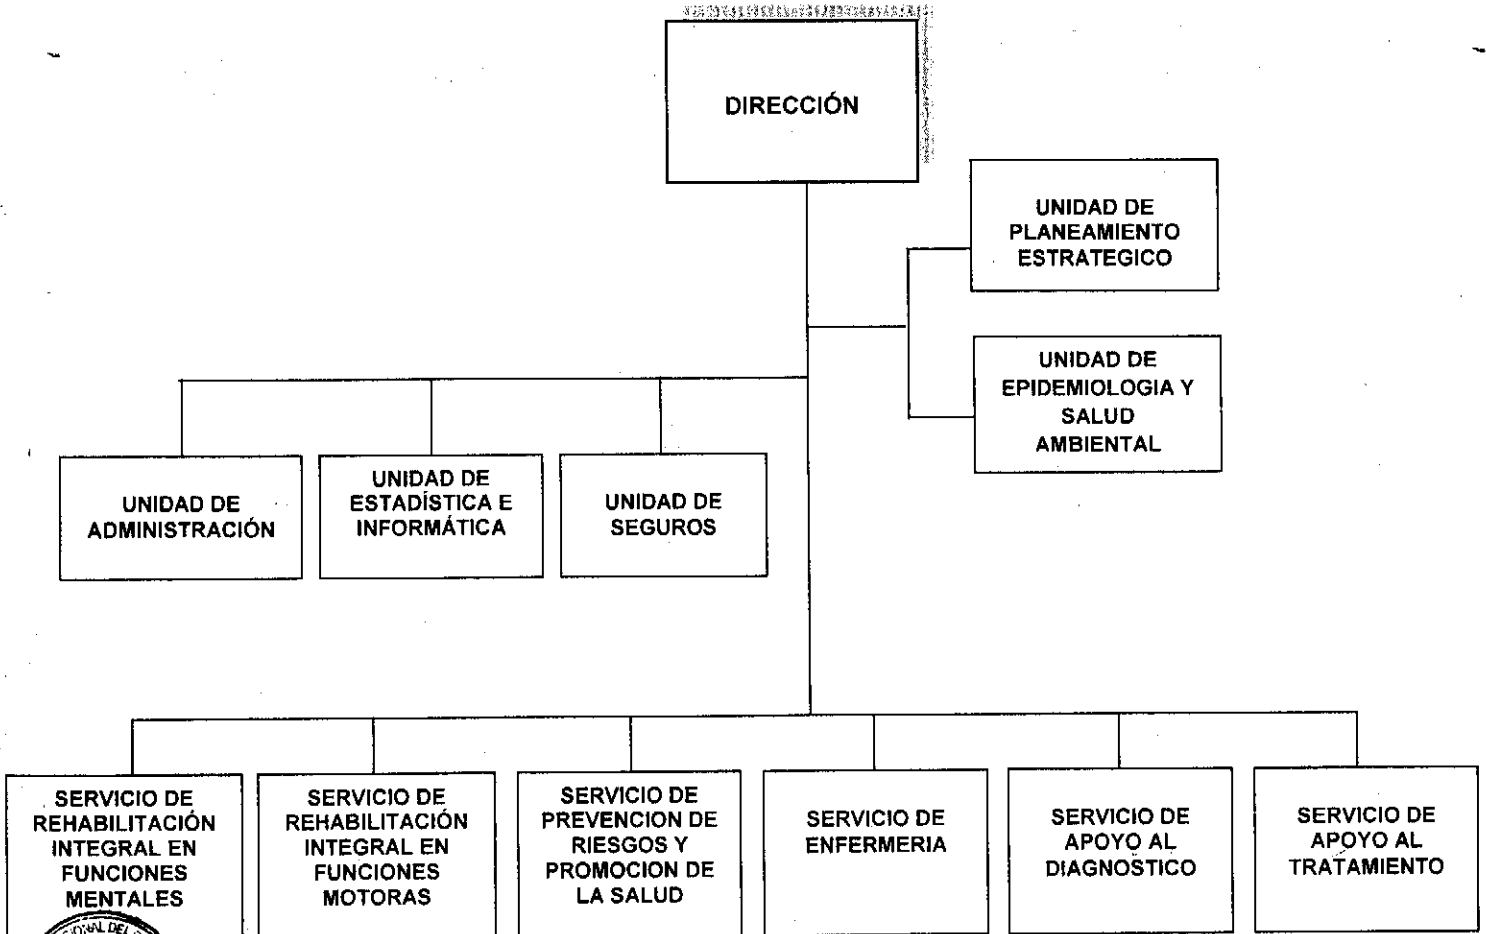 DIRECCIÓN
UNIDAD DE
PLANEAMIENTO
ESTRATEGICO
UNIDAD DE
EPIDEMIOLOGIA Y
SALUD
AMBIENTAL
UNIDAD DE
ADMINISTRACIÓN
UNIDAD DE
ESTADÍSTICA E
INFORMÁTICA
UNIDAD DE
SEGUROS
SERVICIO DE
REHABILITACIÓN
INTEGRAL EN
FUNCIONES
MENTALES
SERVICIO DE
REHABILITACIÓN
INTEGRAL EN
FUNCIONES
MOTORAS
SERVICIO DE
PREVENCION DE
RIESGOS Y
PROMOCION DE
LA SALUD
SERVICIO DE
ENFERMERIA
SERVICIO DE
APOYO AL
DIAGNOSTICO
SERVICIO DE
APOYO AL
TRATAMIENTO
DEL